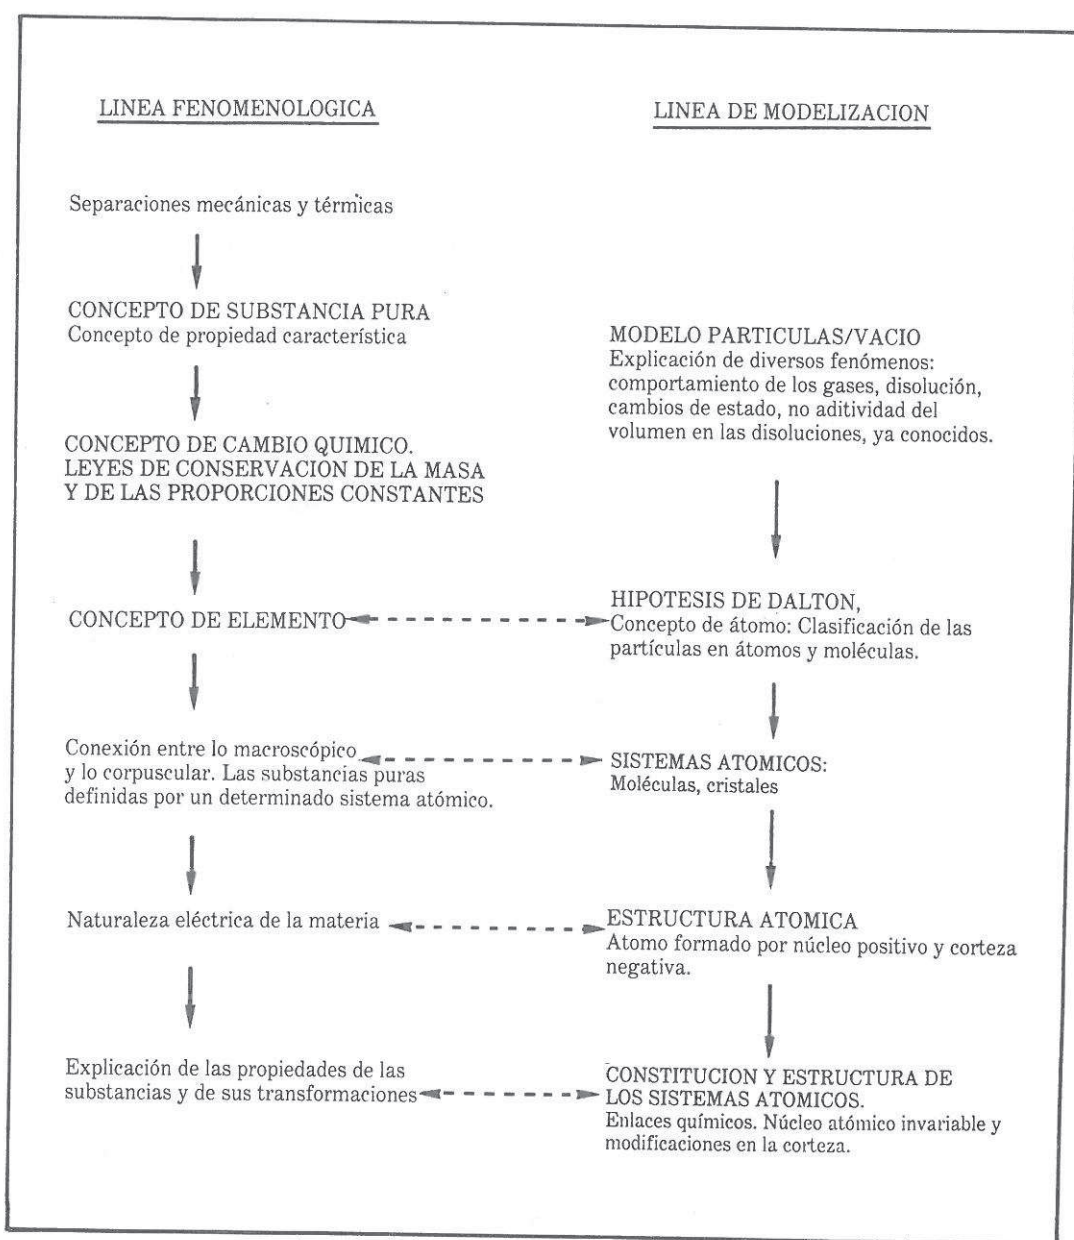 LINEA FENOMENOLOGICA
Separaciones mecánicas y térmicas
CONCEPTO DE SUBSTANCIA PURA
Concepto de propiedad característica
CONCEPTO DE CAMBIO QUIMICO.
LEYES DE CONSERVACION DE LA MASA
Y DE LAS PROPORCIONES CONSTANTES
CONCEPTO DE ELEMENTO
Conexión entre lo macroscópico
y lo corpuscular. Las substancias puras
definidas por un determinado sistema atómico.
Naturaleza eléctrica de la materia
Explicación de las propiedades de las
substancias y de sus transformaciones
LINEA DE MODELIZACION
MODELO PARTICULAS/VACIO
Explicación de diversos fenómenos:
comportamiento de los gases, disolución,
cambios de estado, no aditividad del
volumen en las disoluciones, ya conocidos.
HIPOTESIS DE DALTON,
Concepto de átomo: Clasificación de las
partículas en átomos y moléculas.
SISTEMAS ATOMICOS:
Moléculas, cristales
ESTRUCTURA ATOMICA
Atomo formado por núcleo positivo y corteza
negativa.
CONSTITUCION Y ESTRUCTURA DE
LOS SISTEMAS ATOMICOS.
Enlaces químicos. Núcleo atómico invariable y
modificaciones en la corteza.